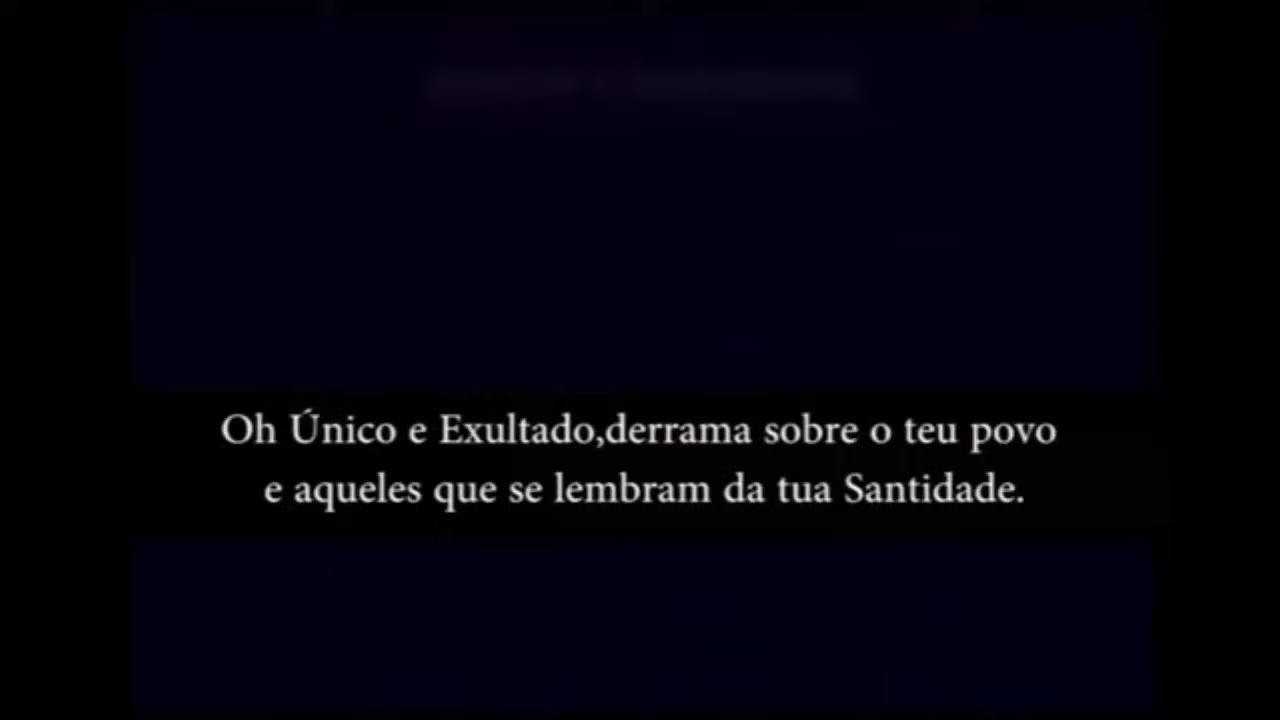 Oh Único e Exultado,derrama sobre o teu povo
e aqueles que se lembram da tua Santidade.